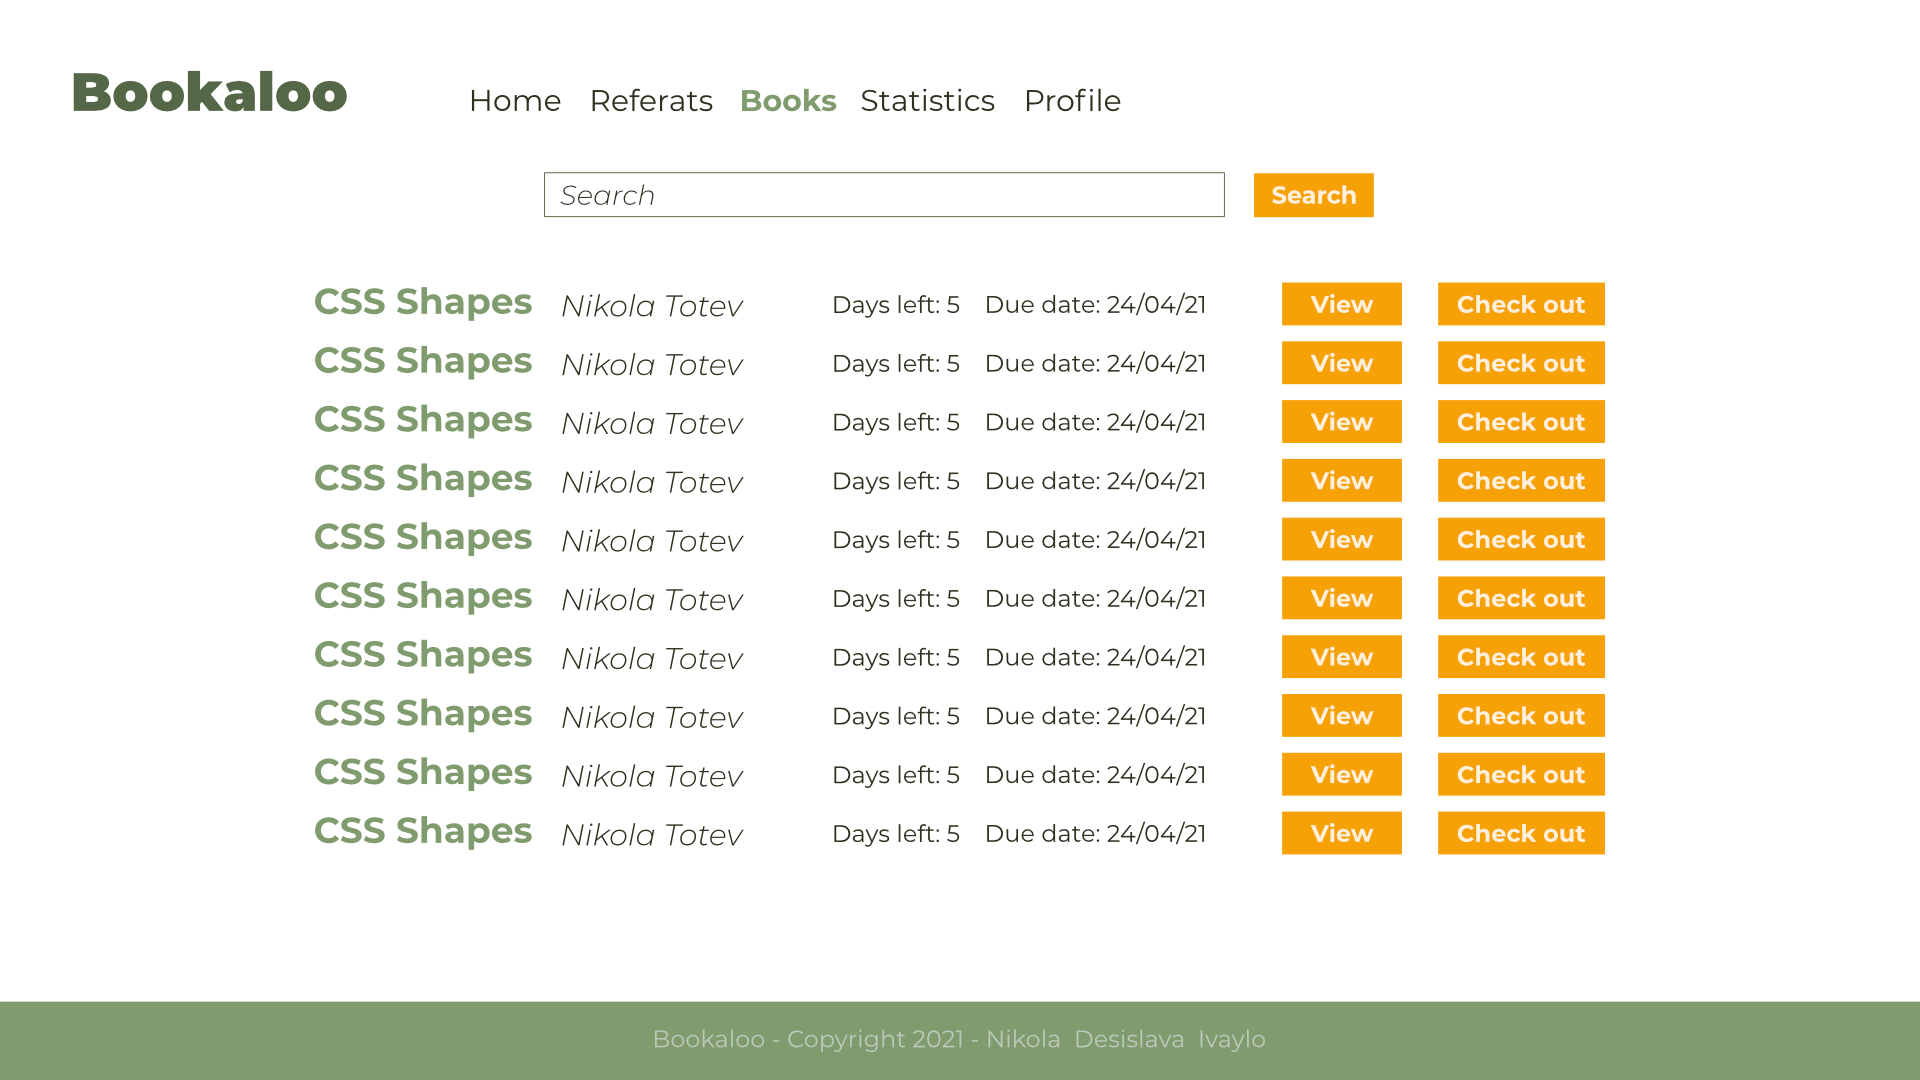 Bookaloo
Home Referats Books Statistics Profile
Search Search
CSS Shapes Nikola Totev Days left: 5 Due date: 24/04/21 View Check out
CSS Shapes Nikola Totev Days left: 5 Due date: 24/04/21 View Check out
CSS Shapes Nikola Totev Days left: 5 Due date: 24/04/21 View Check out
CSS Shapes Nikola Totev Days left: 5 Due date: 24/04/21 View Check out
CSS Shapes Nikola Totev Days left: 5 Due date: 24/04/21 View Check out
CSS Shapes Nikola Totev Days left: 5 Due date: 24/04/21 View Check out
CSS Shapes Nikola Totev Days left: 5 Due date: 24/04/21 View Check out
CSS Shapes Nikola Totev Days left: 5 Due date: 24/04/21 View Check out
CSS Shapes Nikola Totev Days left: 5 Due date: 24/04/21 View Check out
CSS Shapes Nikola Totev Days left: 5 Due date: 24/04/21 View Check out
Bookaloo - Copyright 2021 - Nikola Desislava Ivaylo